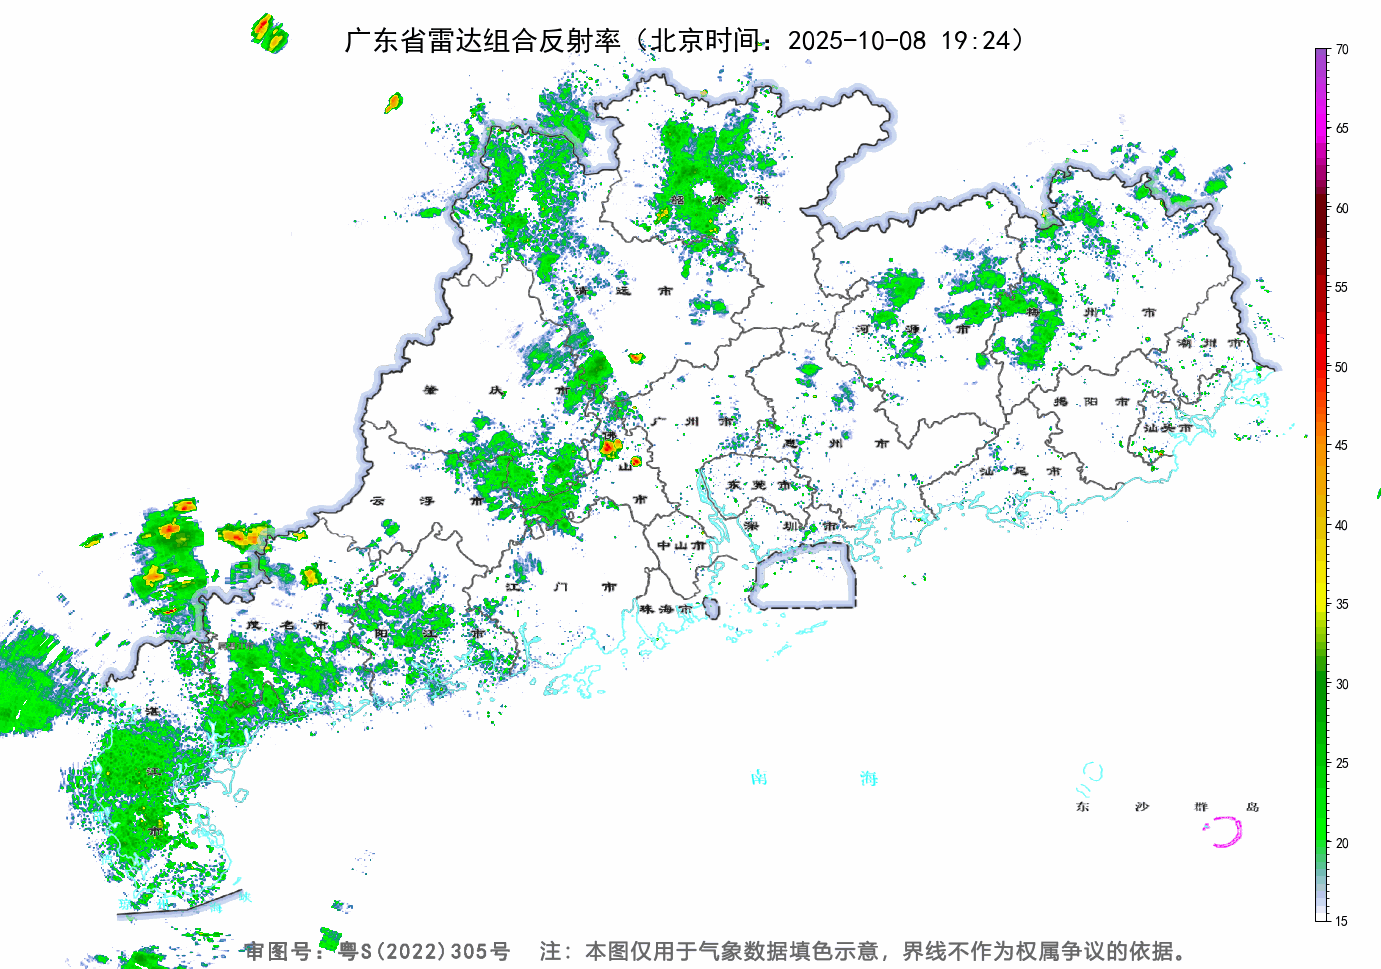 广东省雷达组合反射率（北京时间：2025-10-08 19:24）
70
65
60
55
50
45
40
35
30
25
20
15
韶关市
清远市
河源市
梅州市
潮州市
肇庆市
广州市
惠州市
揭阳市
汕头市
佛山市
云浮市
东莞市
汕尾市
深圳市
中山市
江门市
珠海市
茂名市
阳江市
湛江市
南海
东沙群岛
审图号：粤S(2022)305号 注：本图仅用于气象数据填色示意，界线不作为权属争议的依据。